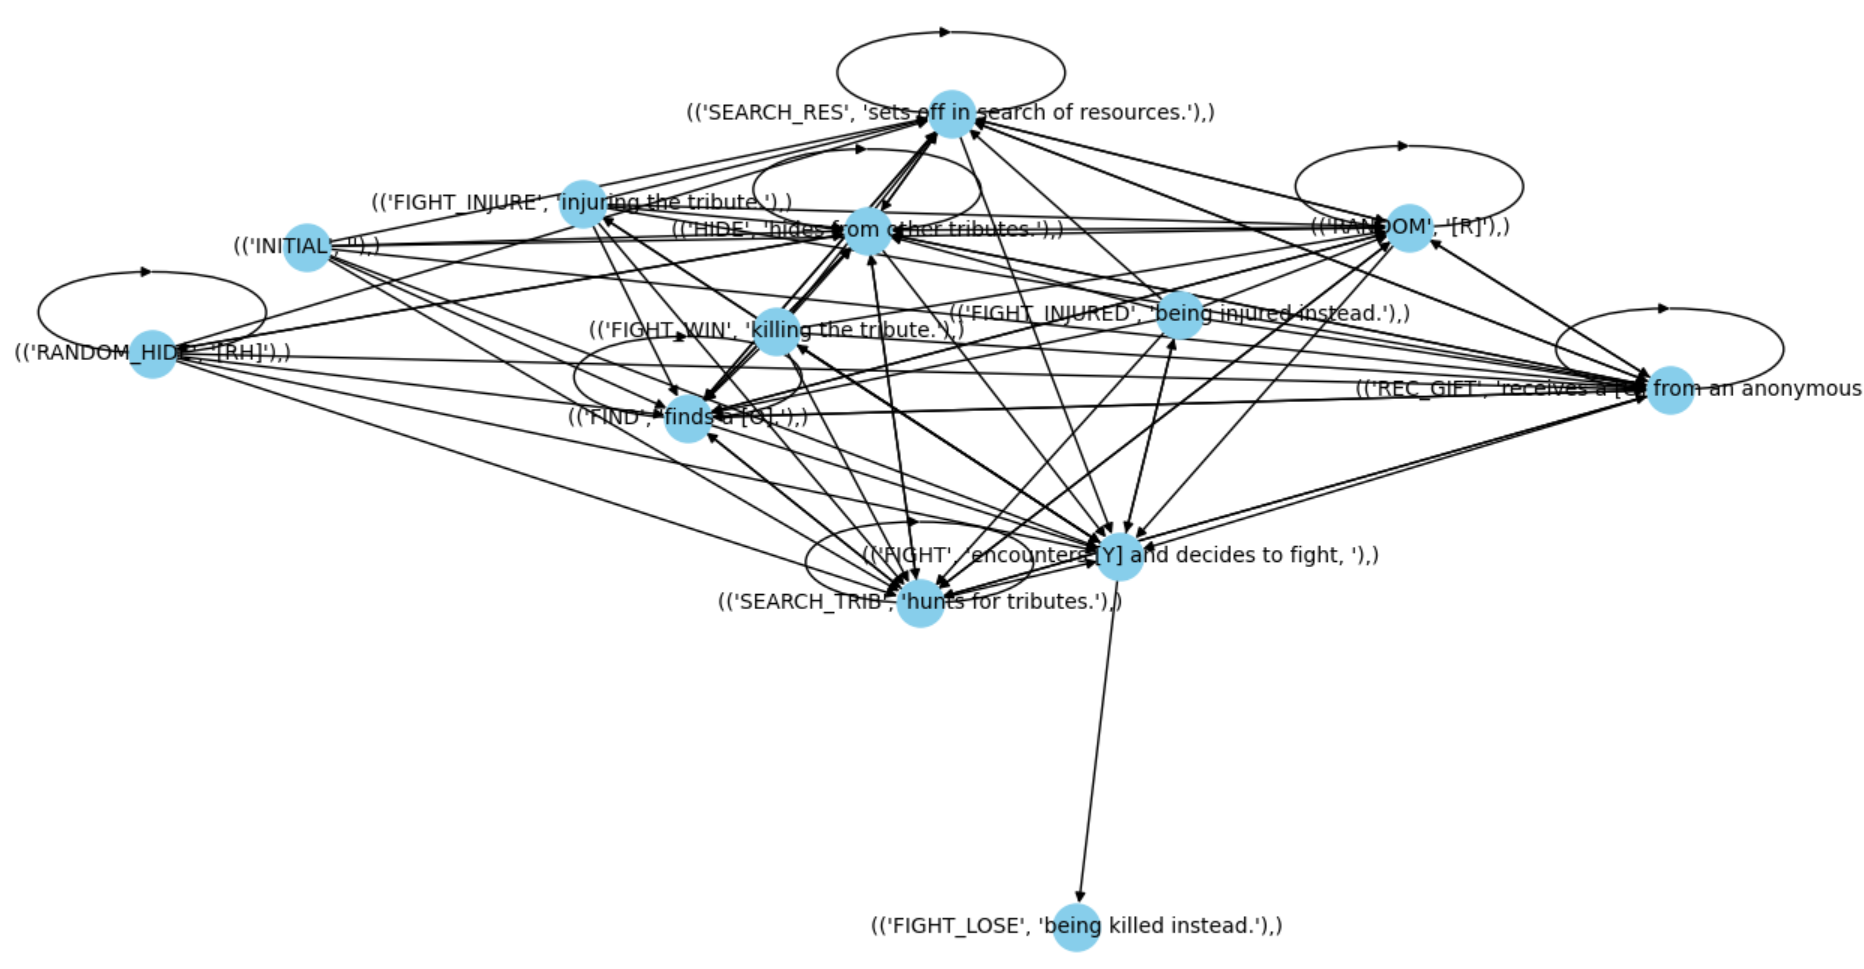 (('SEARCH_RES', 'sets off in search of resources.'),)
(('FIGHT_INJURE', 'injuring the tribute.'),)
(('HIDE', 'hides from other tributes.'),)
(('RANDOM', '[R]'),)
(('INITIAL', ''),)
(('FIGHT_INJURED', 'being injured instead.'),)
(('FIGHT_WIN', 'killing the tribute.'),)
(('RANDOM_HIDE', '[RH]'),)
(('REC_GIFT', 'receives a [O] from an anonymous
(('FIND', 'finds a [O].'),)
(('FIGHT', 'encounters [Y] and decides to fight, '),)
(('SEARCH_TRIB', 'hunts for tributes.'),)
(('FIGHT_LOSE', 'being killed instead.'),)